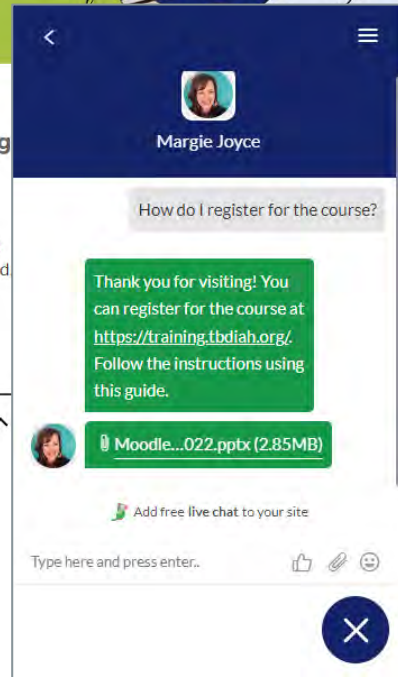 g
d.
Margie Joyce
How do I register for the course?
Thank you for visiting! You
can register for the course at
https://training.tbdiah.org/.
Follow the instructions using
this guide.
Moodle...022.pptx (2.85MB)
Add free live chat to your site
Type here and press enter..